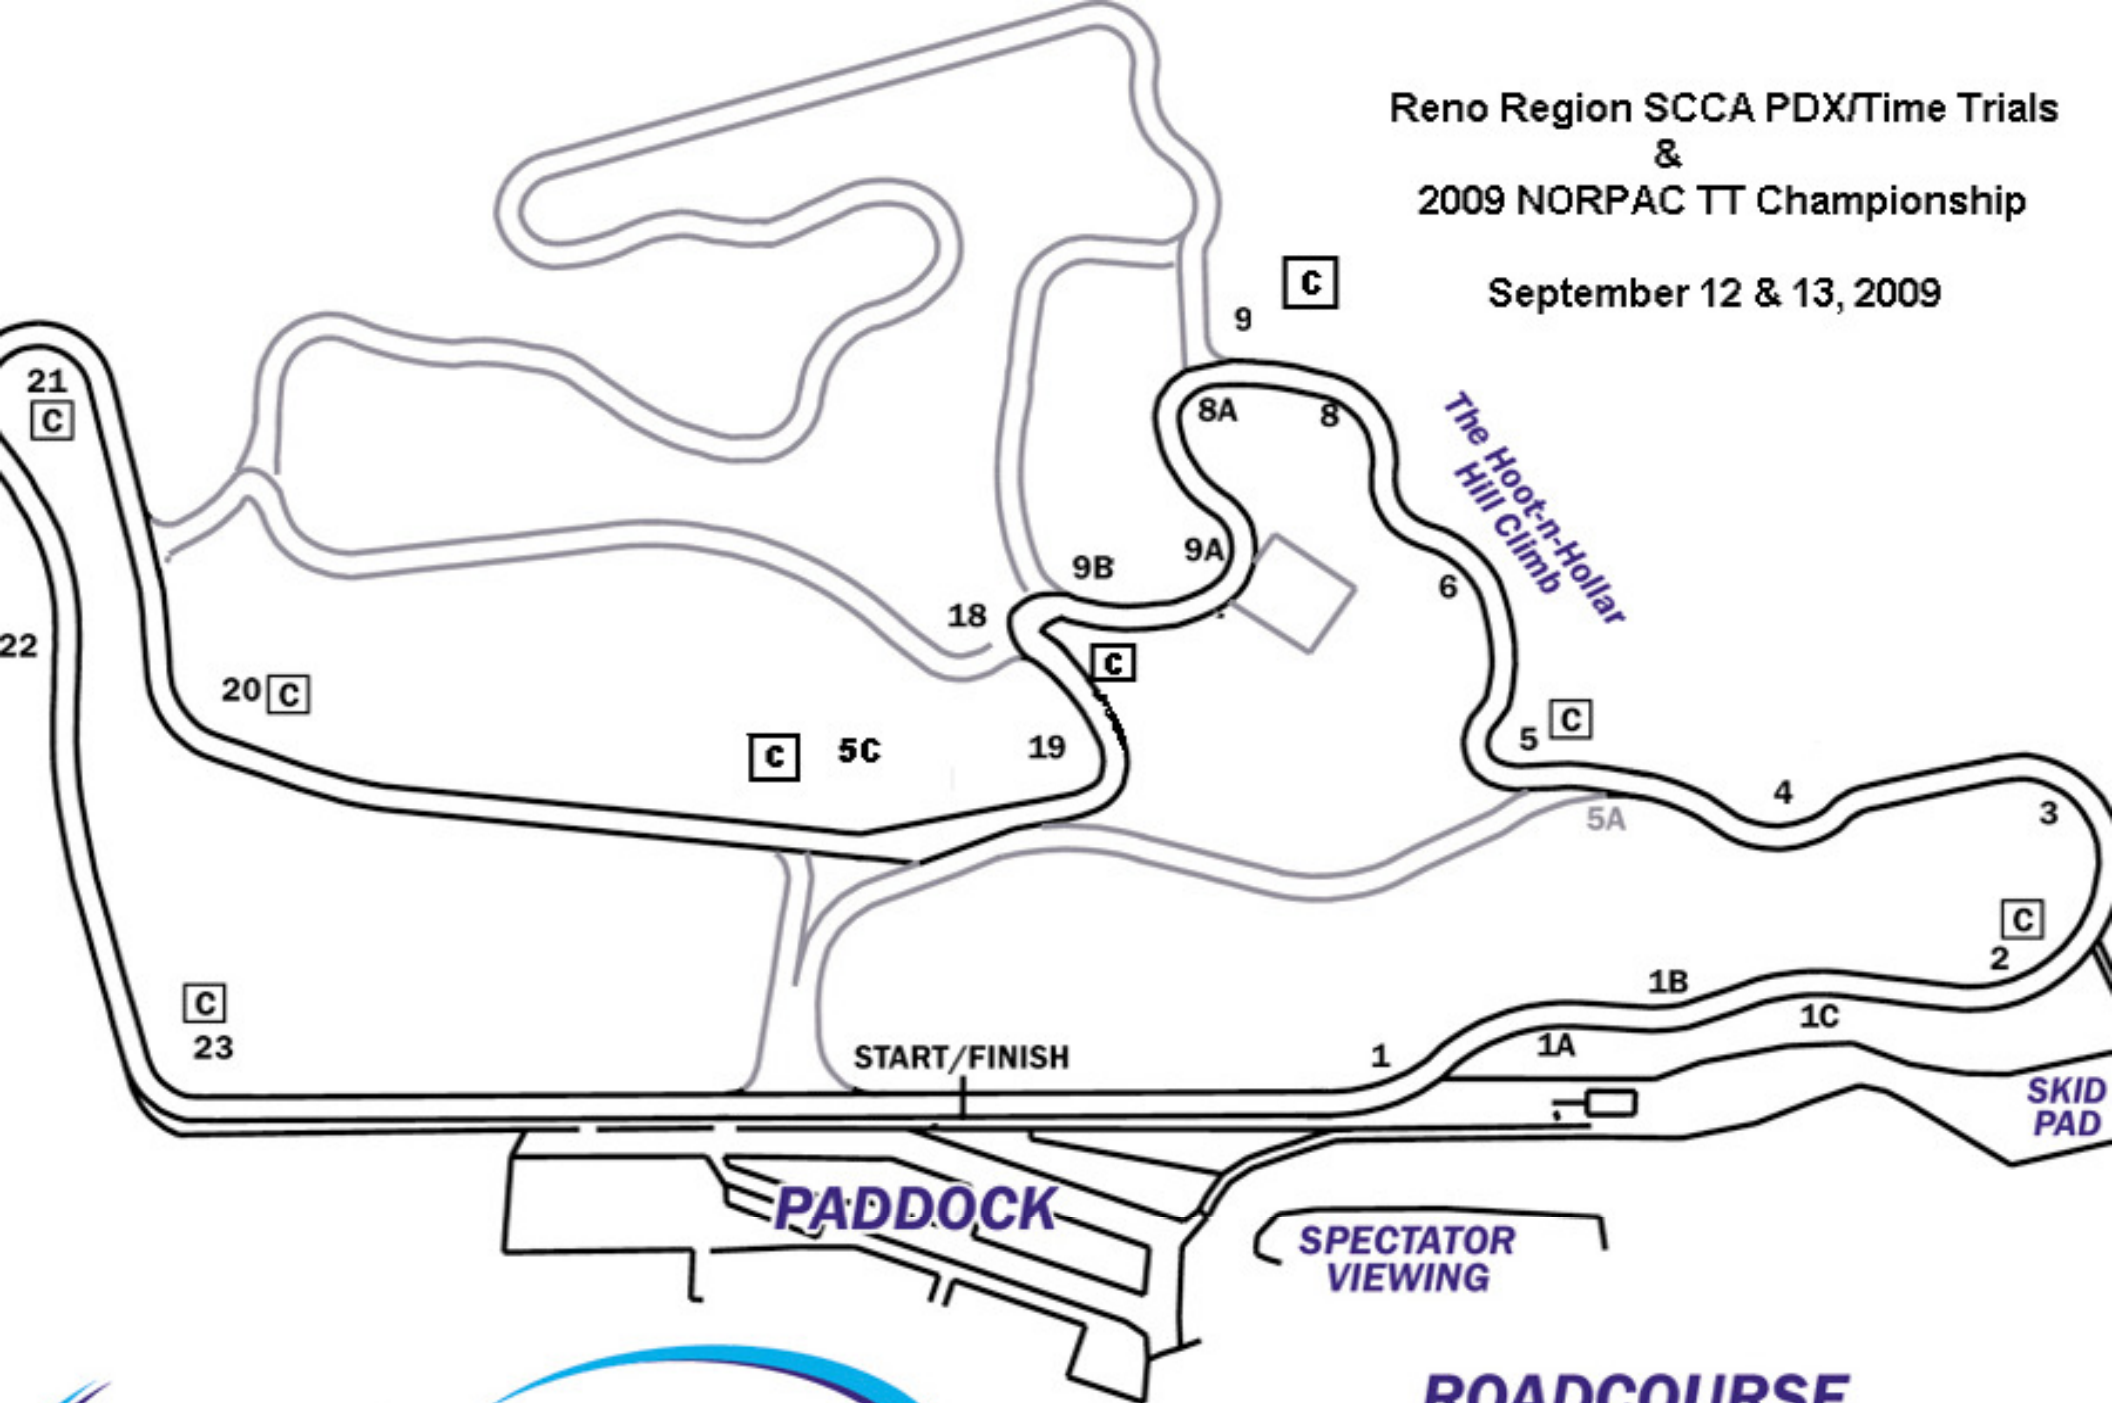 Reno Region SCCA PDX/Time Trials
&
2009 NORPAC TT Championship
September 12 & 13, 2009
C
9
21
C
8A
8
The Hoot-n-Hollar
Hill Climb
9A
9B
6
18
22
C
20 C
C 5C
19
5 C
4
3
5A
C
2
C
23
1B
1C
1A
1
START/FINISH
SKID
PAD
PADDOCK
SPECTATOR
VIEWING
ROADCOURSE